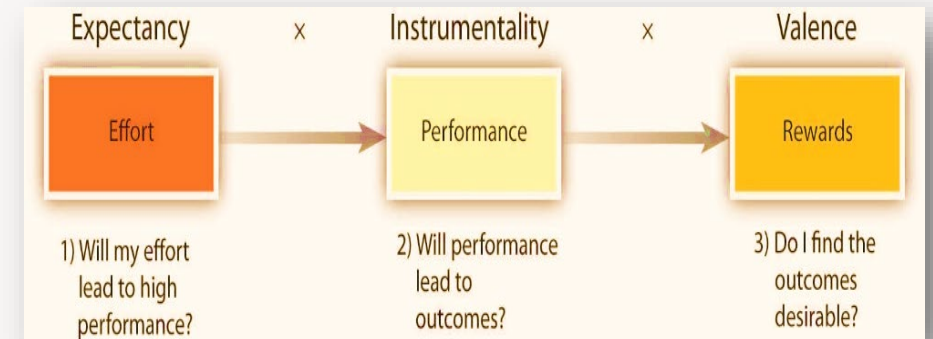 Expectancy × Instrumentality × Valence
Effort Performance Rewards
1) Will my effort
lead to high
performance?
2) Will performance
lead to
outcomes?
3) Do I find the
outcomes
desirable?